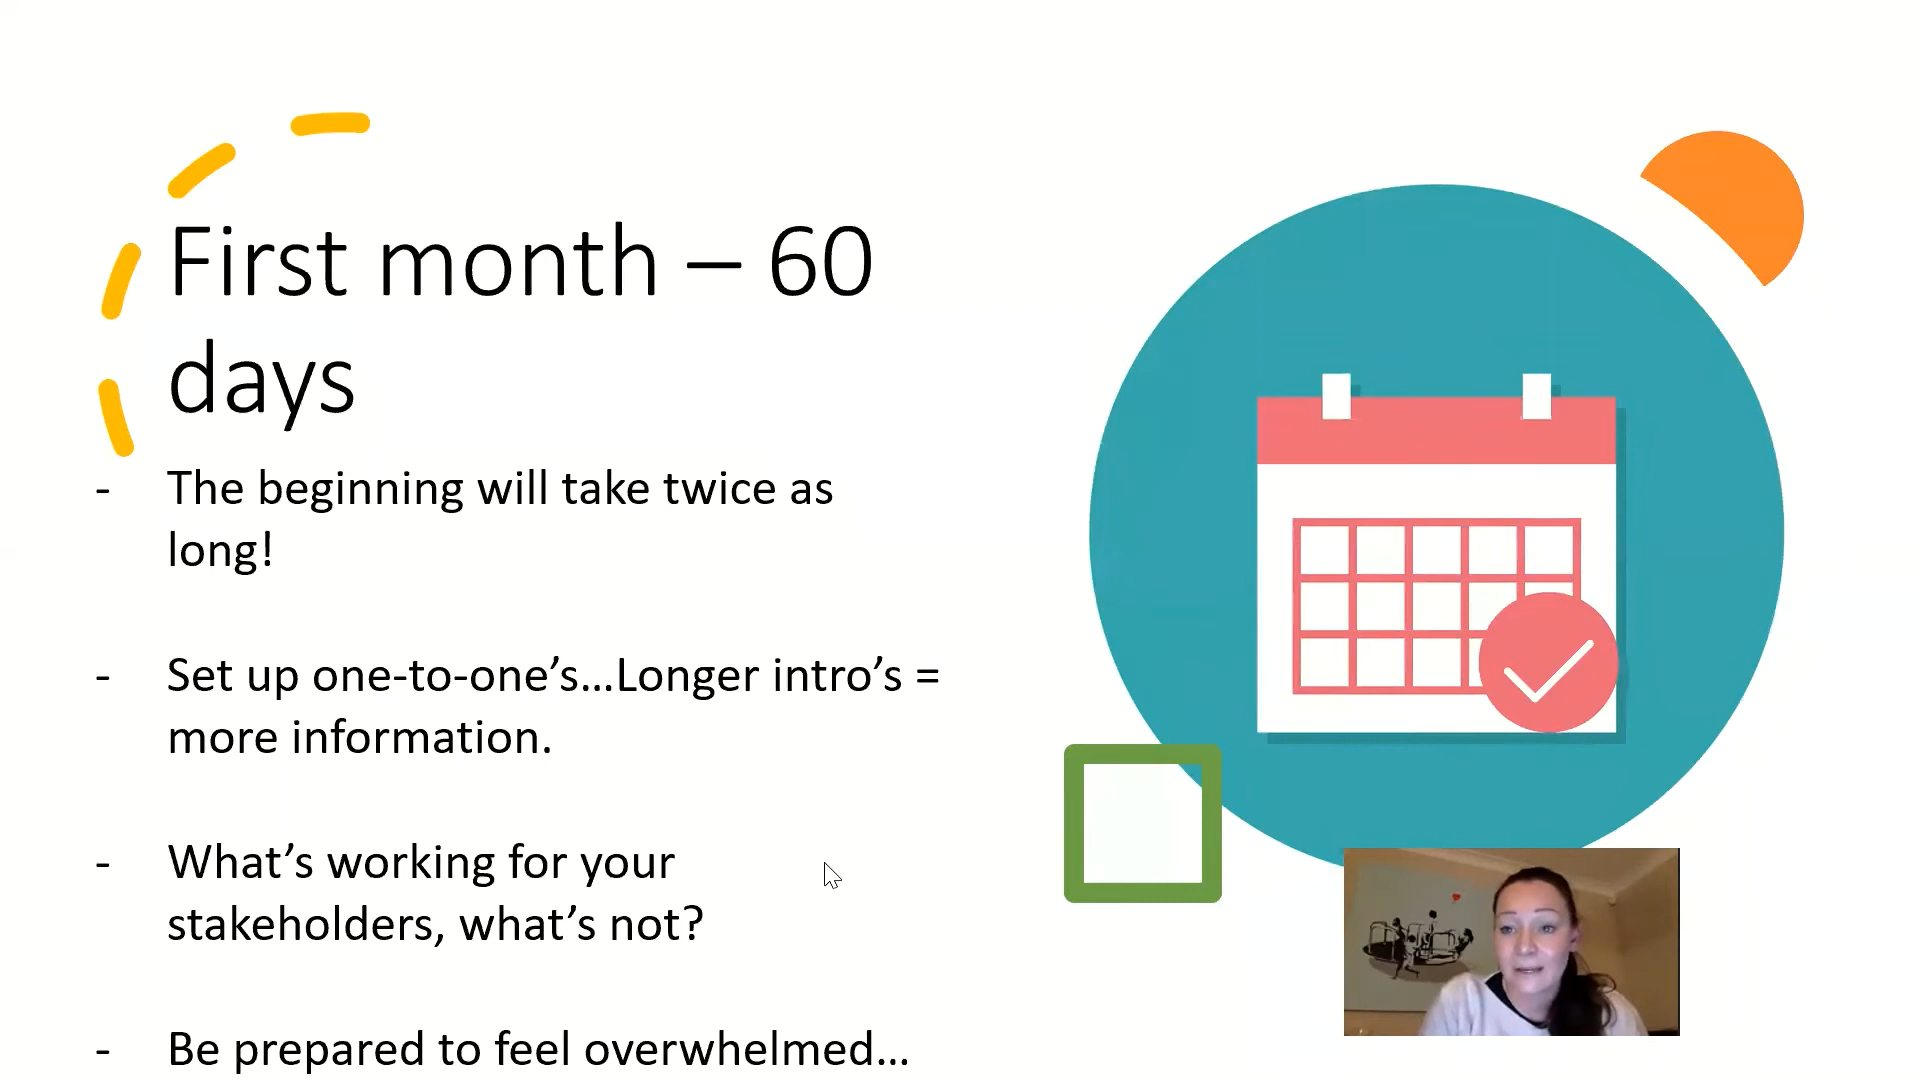 First month – 60
days
- The beginning will take twice as
long!
- Set up one-to-one’s...Longer intro’s =
more information.
- What’s working for your
stakeholders, what’s not?
- Be prepared to feel overwhelmed...